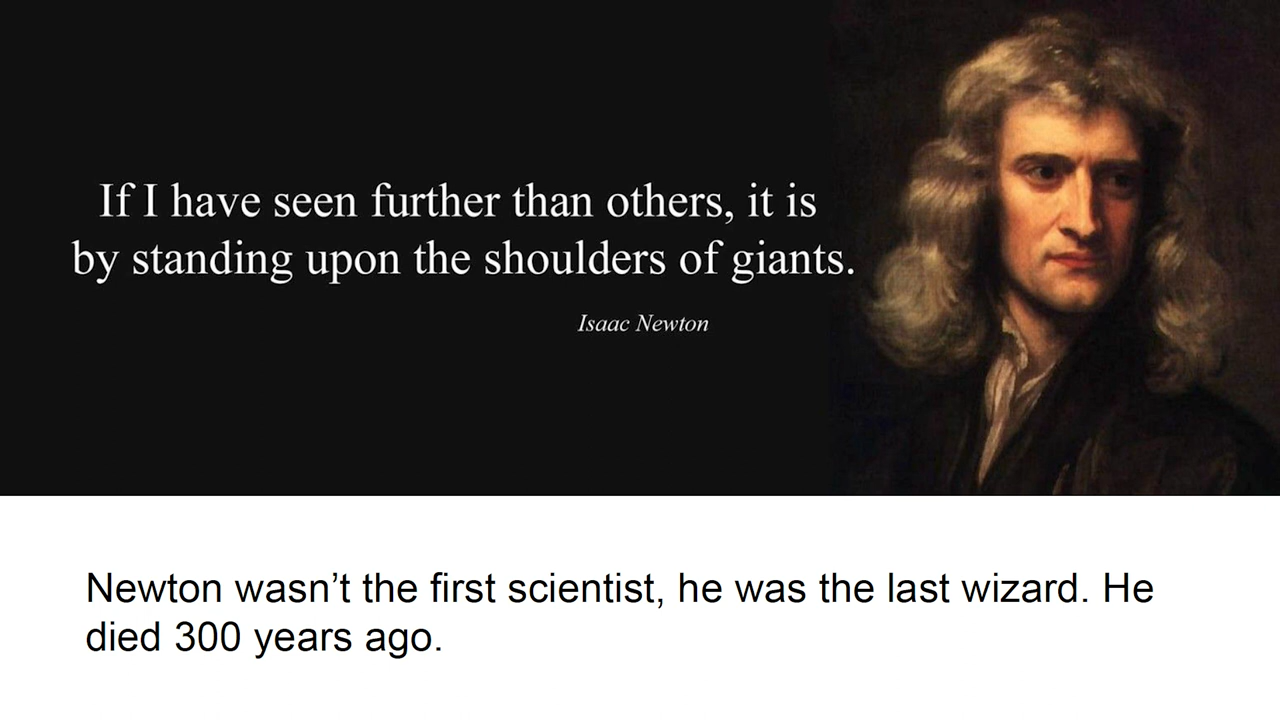 If I have seen further than others, it is
by standing upon the shoulders of giants.
Isaac Newton
Newton wasn’t the first scientist, he was the last wizard. He
died 300 years ago.